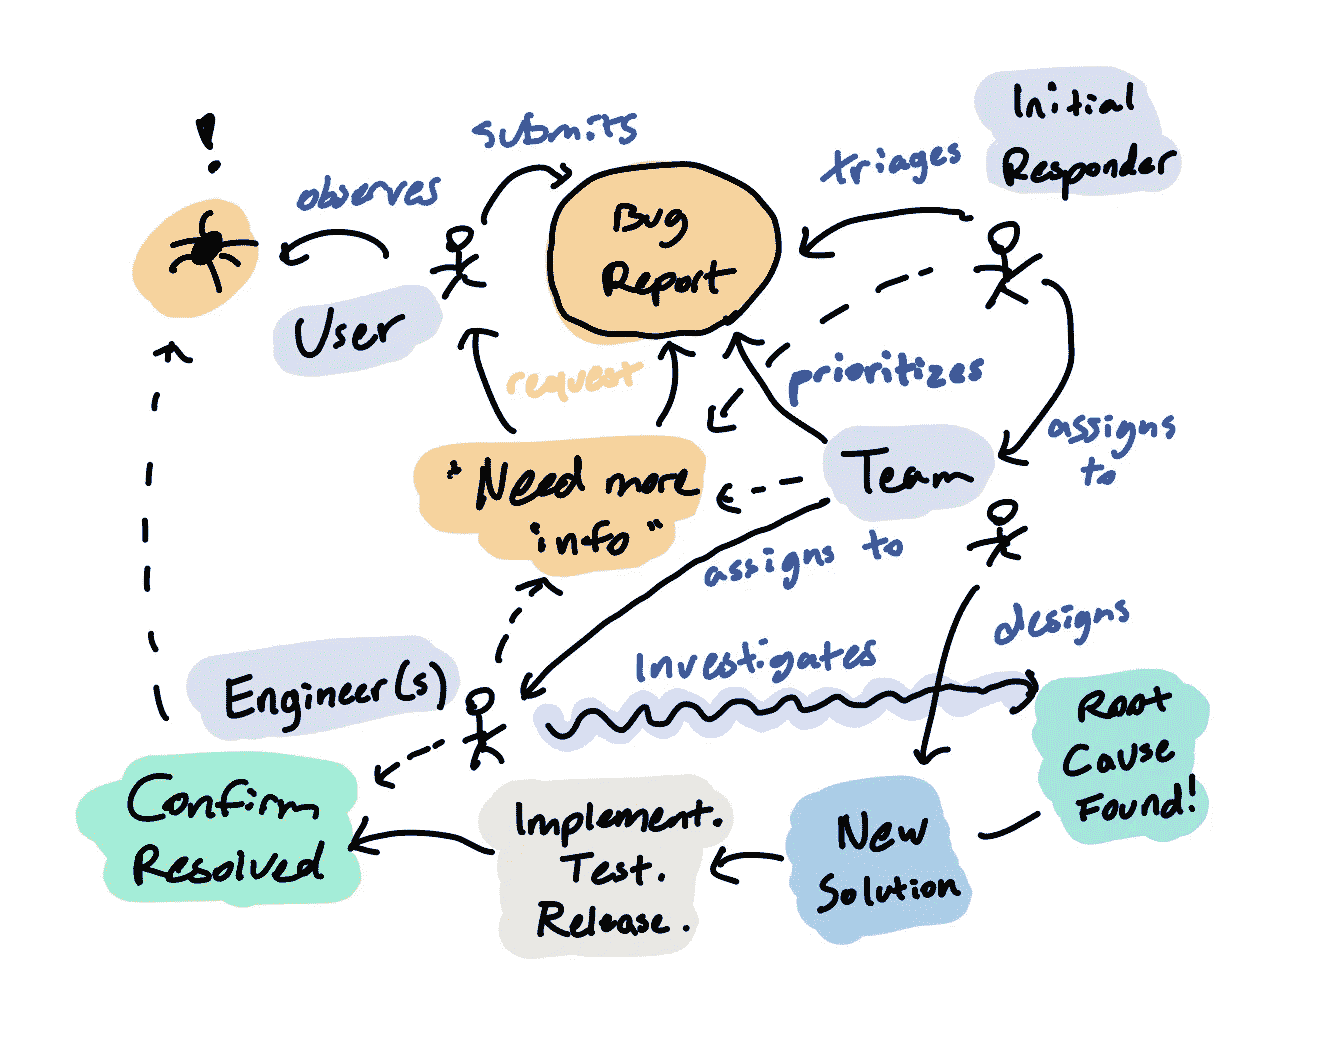 !
observes
submits
User
Bug
Report
triages
Initial
Responder
request
prioritizes
assigns
to
"Need more
info"
Team
assigns to
designs
Engineer(s)
Investigates
Root
Cause
Found!
New
Solution
Implement.
Test.
Release.
Confirm
Resolved